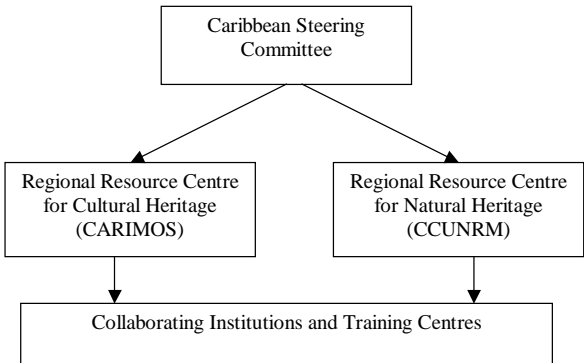 Caribbean Steering
Committee
Regional Resource Centre
for Cultural Heritage
(CARIMOS)
Regional Resource Centre
for Natural Heritage
(CCUNRM)
Collaborating Institutions and Training Centres